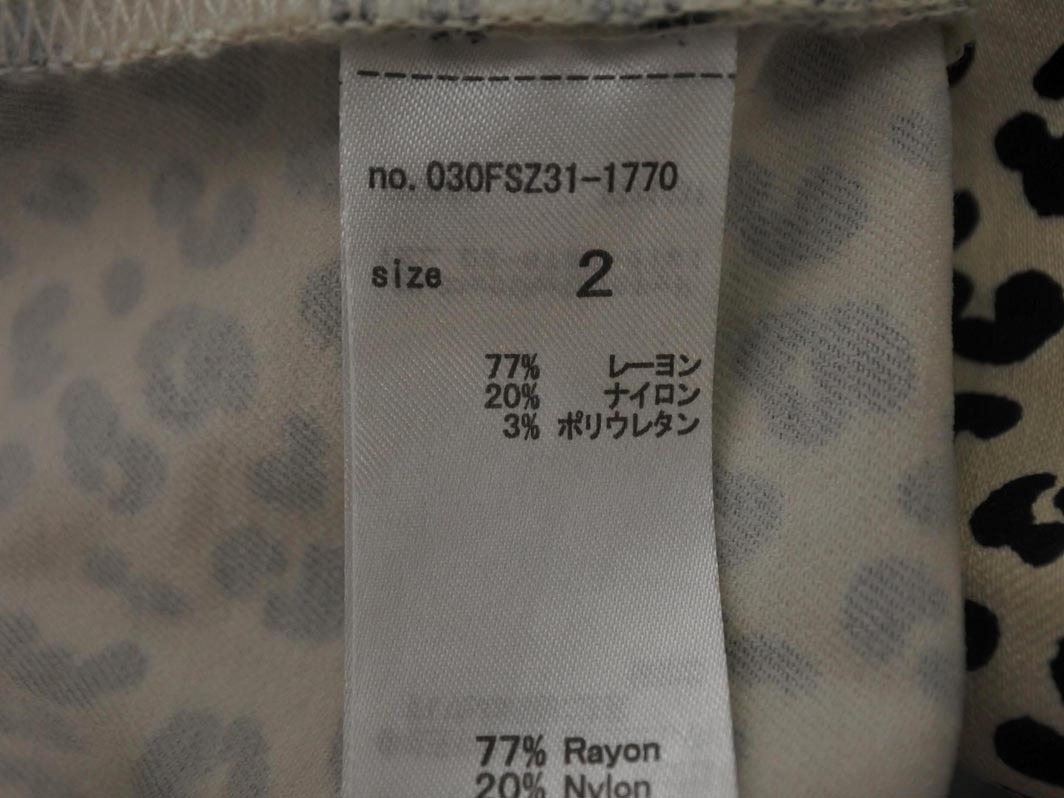 no. 030FSZ31-1770
size 2
77% レーヨン
20% ナイロン
3% ポリウレタン
77% Rayon
20% Nylon